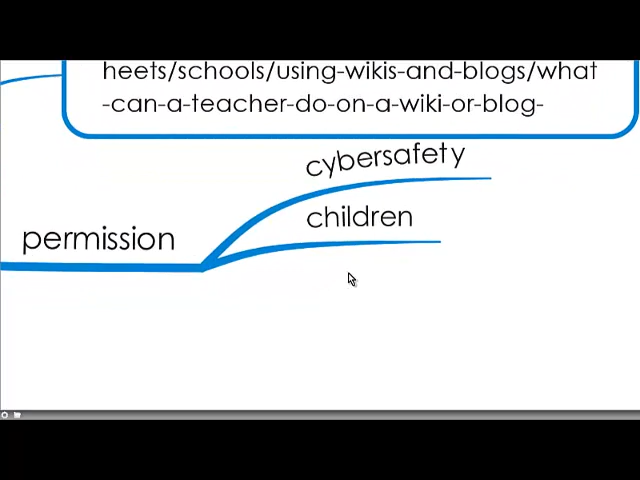 heets/schools/using-wikis-and-blogs/what
-can-a-teacher-do-on-a-wiki-or-blog-
cybersafety
children
permission